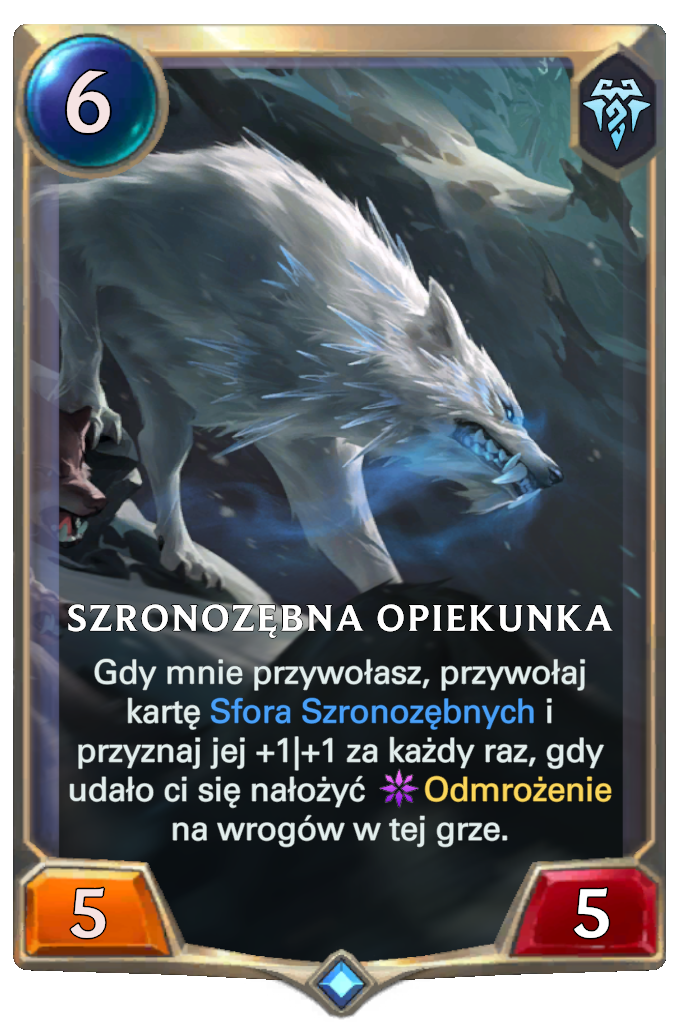 6
SZRONOZĘBNA OPIEKUNKA
Gdy mnie przywołasz, przywołaj
kartę Sfora Szronozębnych i
przyznaj jej +1|+1 za każdy raz, gdy
udało ci się nałożyć Odmrożenie
na wrogów w tej grze.
5 5